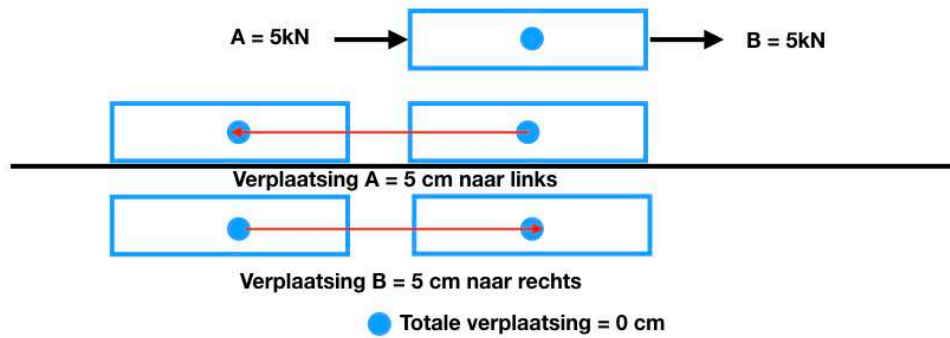 A = 5kN
B = 5kN
Verplaatsing A = 5 cm naar links
Verplaatsing B = 5 cm naar rechts
Totale verplaatsing = 0 cm